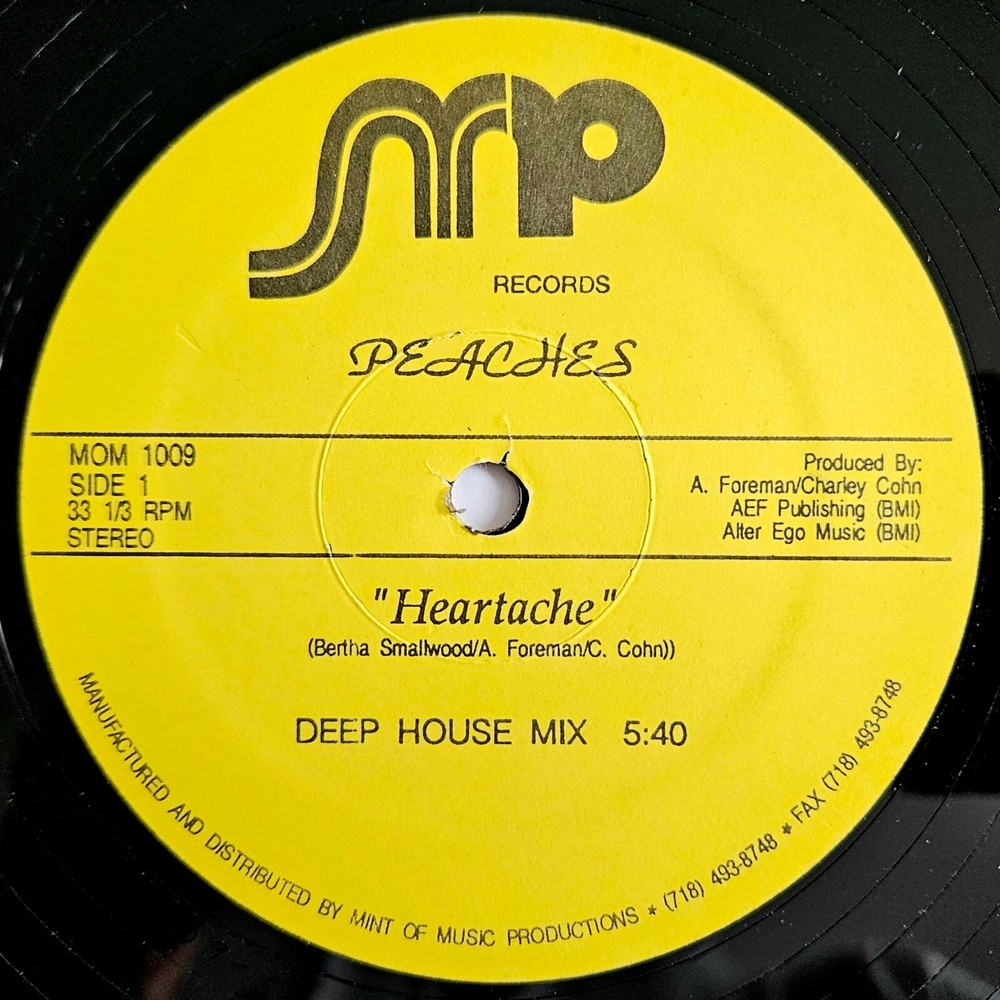 mp
RECORDS
PEACHES
MOM 1009
SIDE 1
33 1/3 RPM
STEREO
Produced By:
A. Foreman/Charley Cohn
AEF Publishing (BMI)
Alter Ego Music (BMI)
"Heartache"
(Bertha Smallwood/A. Foreman/C. Cohn))
DEEP HOUSE MIX 5:40
MANUFACTURED AND DISTRIBUTED BY MINT OF MUSIC PRODUCTIONS * (718) 493-8748 * FAX (718) 493-8748